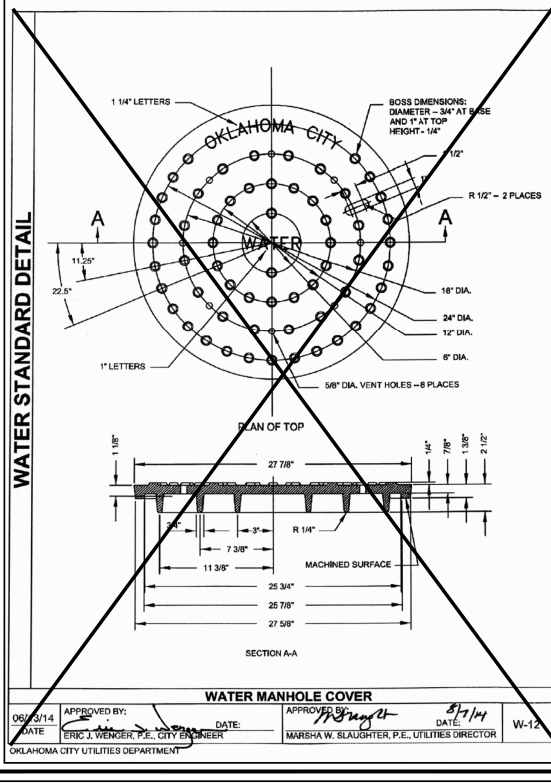 WATER STANDARD DETAIL
1 1/4" LETTERS
BOSS DIMENSIONS:
DIAMETER – 3/4" AT BASE
AND 1" AT TOP
HEIGHT - 1/4"
OKLAHOMA CITY
1/2"
1"
R 1/2" – 2 PLACES
A
A
WATER
11.25°
22.5°
18" DIA.
24" DIA.
12" DIA.
6" DIA.
1" LETTERS
5/8" DIA. VENT HOLES – 8 PLACES
PLAN OF TOP
1 1/8"
27 7/8"
1/4"
7/8"
1 3/8"
2 1/2"
3/4"
3"
R 1/4"
7 3/8"
MACHINED SURFACE
11 3/8"
25 3/4"
25 7/8"
27 5/8"
SECTION A-A
WATER MANHOLE COVER
APPROVED BY:
DATE:
ERIC J. WENGER, P.E., CITY ENGINEER
APPROVED BY:
8/7/14
DATE:
MARSHA W. SLAUGHTER, P.E., UTILITIES DIRECTOR
DATE
W-12
OKLAHOMA CITY UTILITIES DEPARTMENT